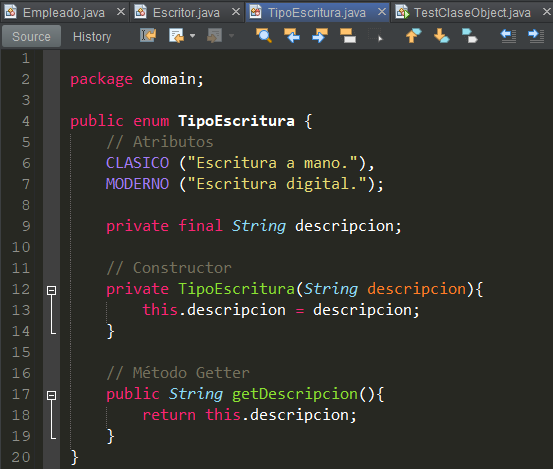 Empleado.java Escritor.java TipoEscritura.java TestClaseObject.java
Source History
1
2 package domain;
3
4 public enum TipoEscritura {
5 // Atributos
6 CLASICO ("Escritura a mano."),
7 MODERNO ("Escritura digital.");
8
9 private final String descripcion;
10
11 // Constructor
12 private TipoEscritura(String descripcion){
13 this.descripcion = descripcion;
14 }
15
16 // Método Getter
17 public String getDescripcion(){
18 return this.descripcion;
19 }
20 }